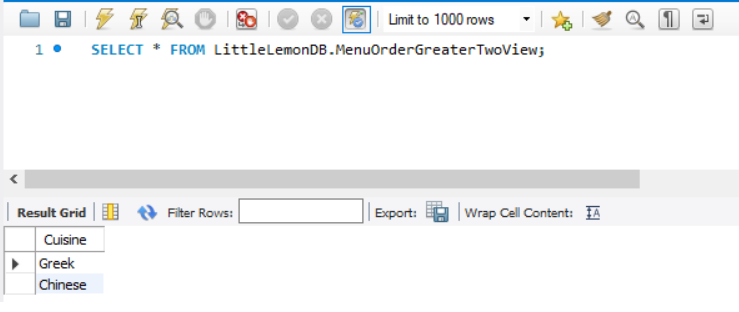 Limit to 1000 rows
1 SELECT * FROM LittleLemonDB.MenuOrderGreaterTwoView;
Result Grid Filter Rows: Export: Wrap Cell Content: IA
Cuisine
Greek
Chinese